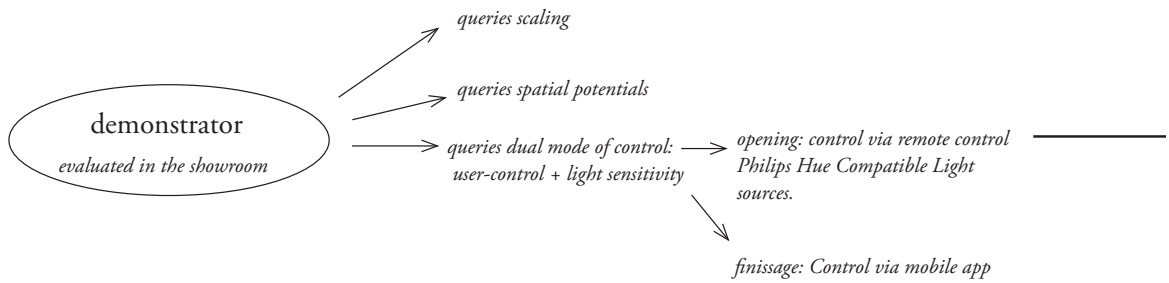 queries scaling
queries spatial potentials
demonstrator
evaluated in the showroom
queries dual mode of control:
user-control + light sensitivity
opening: control via remote control
Philips Hue Compatible Light
sources.
finissage: Control via mobile app